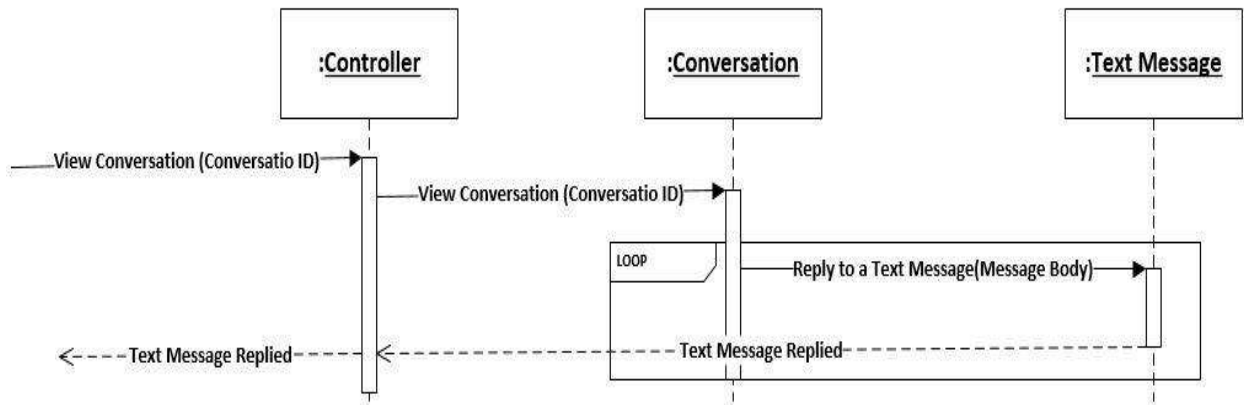 :Controller
:Conversation
:Text Message
View Conversation (Conversatio ID)
View Conversation (Conversatio ID)
LOOP
Reply to a Text Message(Message Body)
Text Message Replied
Text Message Replied